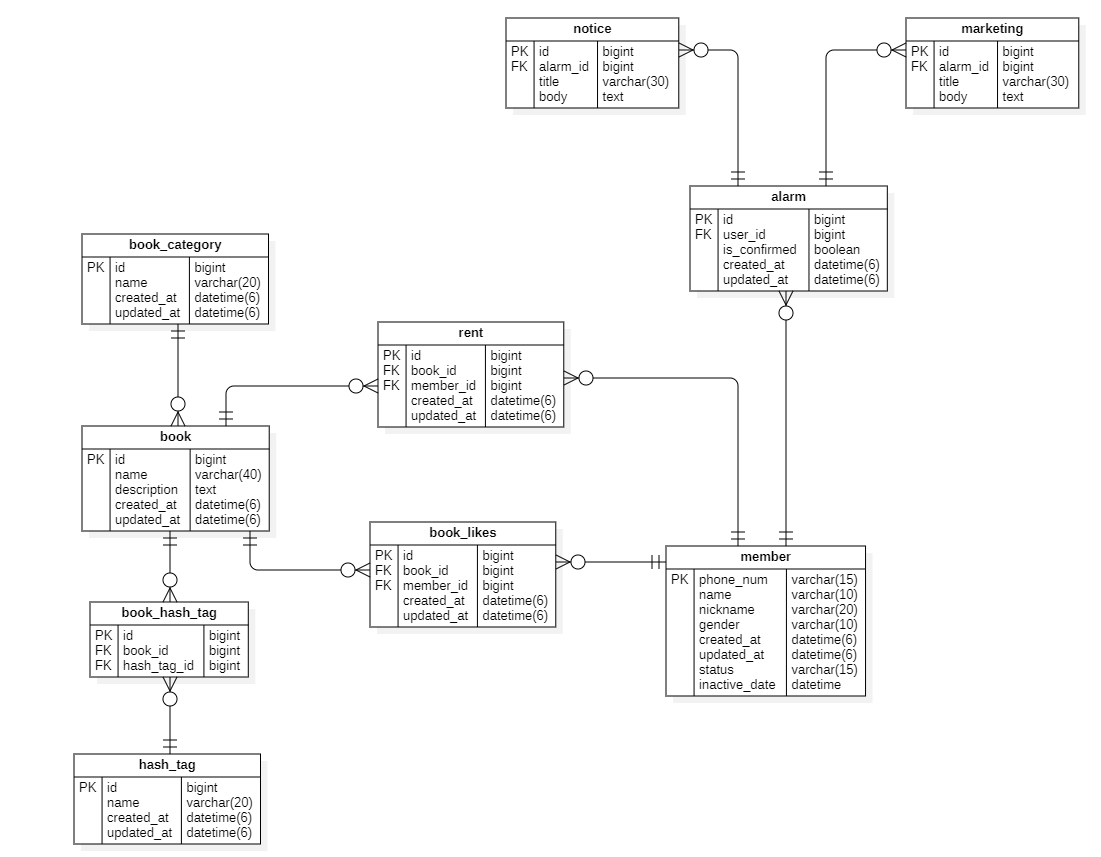 notice
PK id bigint
FK alarm_id bigint
title varchar(30)
body text
marketing
PK id bigint
FK alarm_id bigint
title varchar(30)
body text
alarm
PK id bigint
FK user_id bigint
is_confirmed boolean
created_at datetime(6)
updated_at datetime(6)
book_category
PK id bigint
name varchar(20)
created_at datetime(6)
updated_at datetime(6)
rent
PK id bigint
FK book_id bigint
FK member_id bigint
created_at datetime(6)
updated_at datetime(6)
book
PK id bigint
name varchar(40)
description text
created_at datetime(6)
updated_at datetime(6)
book_likes
PK id bigint
FK book_id bigint
FK member_id bigint
created_at datetime(6)
updated_at datetime(6)
member
PK phone_num varchar(15)
name varchar(10)
nickname varchar(20)
gender varchar(10)
created_at datetime(6)
updated_at datetime(6)
status varchar(15)
inactive_date datetime
book_hash_tag
PK id bigint
FK book_id bigint
FK hash_tag_id bigint
hash_tag
PK id bigint
name varchar(20)
created_at datetime(6)
updated_at datetime(6)